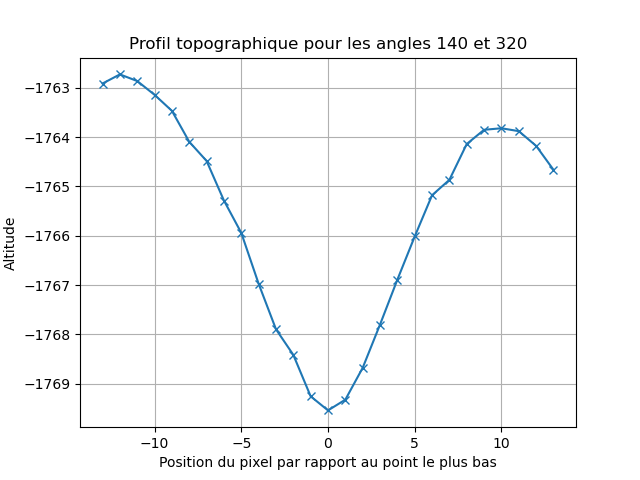 Profil topographique pour les angles 140 et 320
Altitude
−1763
−1764
−1765
−1766
−1767
−1768
−1769
−10 −5 0 5 10
Position du pixel par rapport au point le plus bas